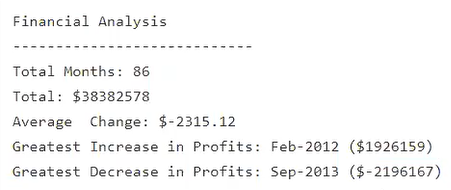 Financial Analysis
----------------------------
Total Months: 86
Total: $38382578
Average  Change: $-2315.12
Greatest Increase in Profits: Feb-2012 ($1926159)
Greatest Decrease in Profits: Sep-2013 ($-2196167)